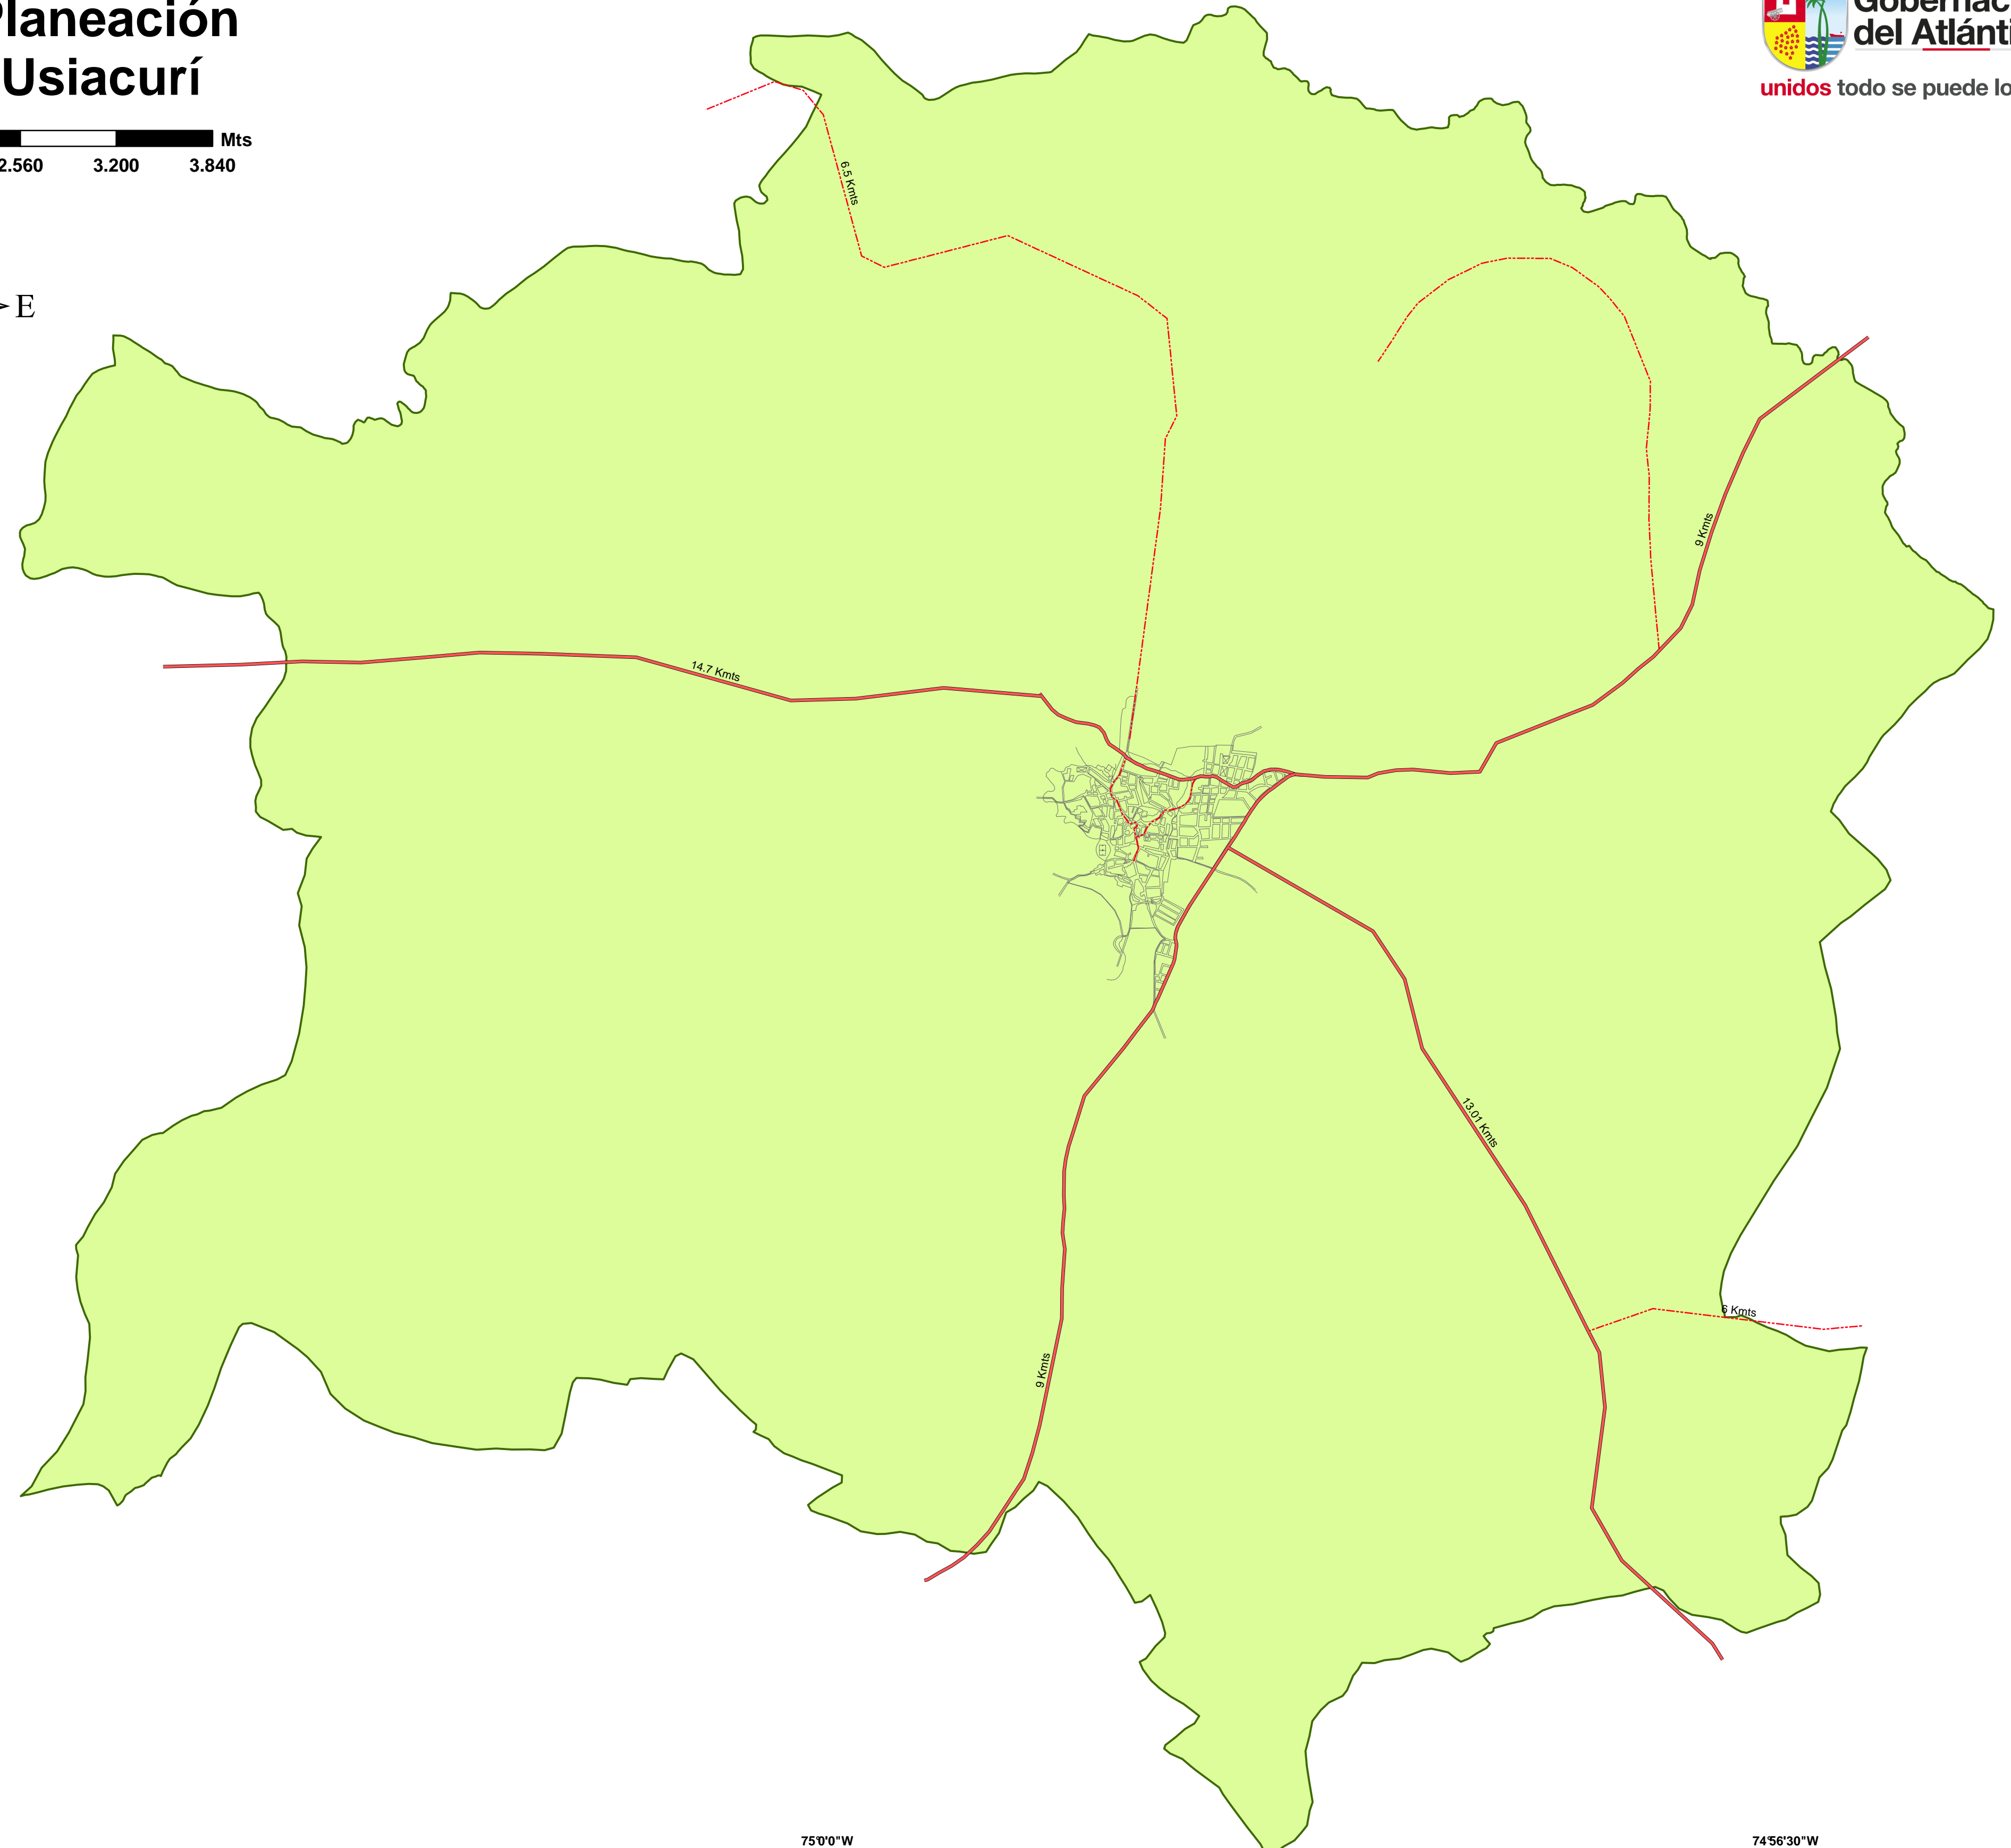 Planeación
Usiacurí
Mts
2.560 3.200 3.840
E
del Atlánti
unidos todo se puede lo
6.5 Kmts
9 Kmts
14.7 Kmts
13.01 Kmts
6 Kmts
9 Kmts
75°0'0"W
74°56'30"W